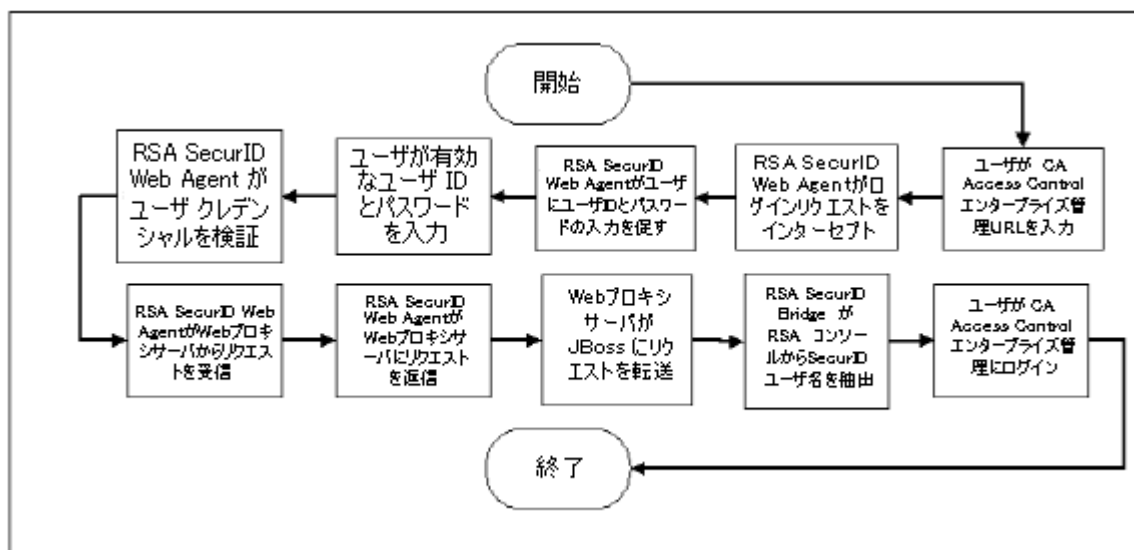 開始
ユーザが CA
Access Control
エンタープライズ管
理URLを入力
RSA SecurID
Web Agentがロ
グインリクエストを
インターセプト
RSA SecurID
Web Agentがユーザ
にユーザIDとパスワー
ドの入力を促す
ユーザが有効
なユーザ ID
とパスワード
を入力
RSA SecurID
Web Agent が
ユーザ クレデン
シャルを検証
RSA SecurID Web
AgentがWebプロキ
シサーバからリクエス
トを受信
RSA SecurID
Web Agentが
Webプロキシサ
ーバにリクエスト
を返信
Webプロキシ
サーバが
JBoss にリク
エストを転送
RSA SecurID
Bridge が
RSA コンソー
ルからSecurID
ユーザ名を抽出
ユーザが CA
Access Control
エンタープライズ管
理にログイン
終了